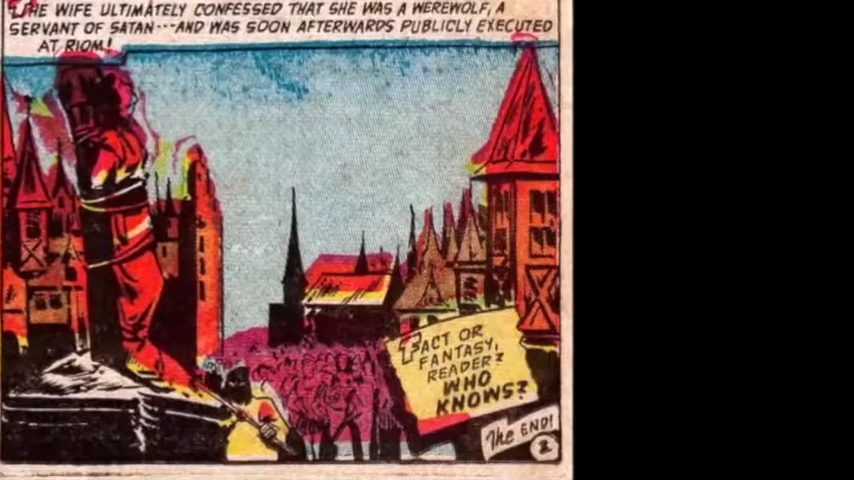 THE WIFE ULTIMATELY CONFESSED THAT SHE WAS A WEREWOLF, A
SERVANT OF SATAN---AND WAS SOON AFTERWARDS PUBLICLY EXECUTED
AT RIOM!
FACT OR
FANTASY,
READER?
WHO
KNOWS?
The END!
2